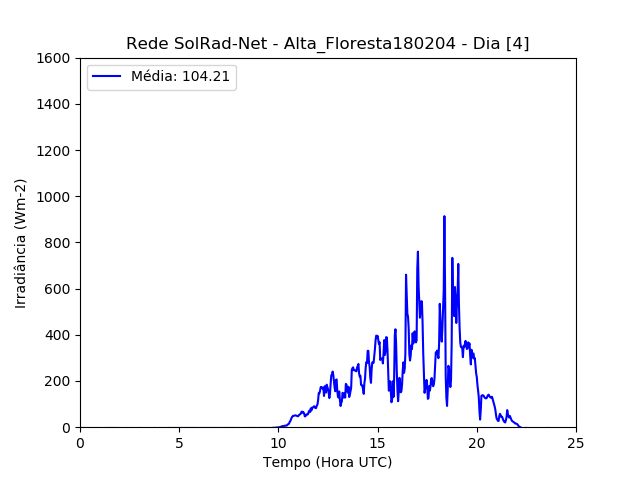 Rede SolRad-Net - Alta_Floresta180204 - Dia [4]
Média: 104.21
Irradiância (Wm-2)
1600
1400
1200
1000
800
600
400
200
0
0 5 10 15 20 25
Tempo (Hora UTC)